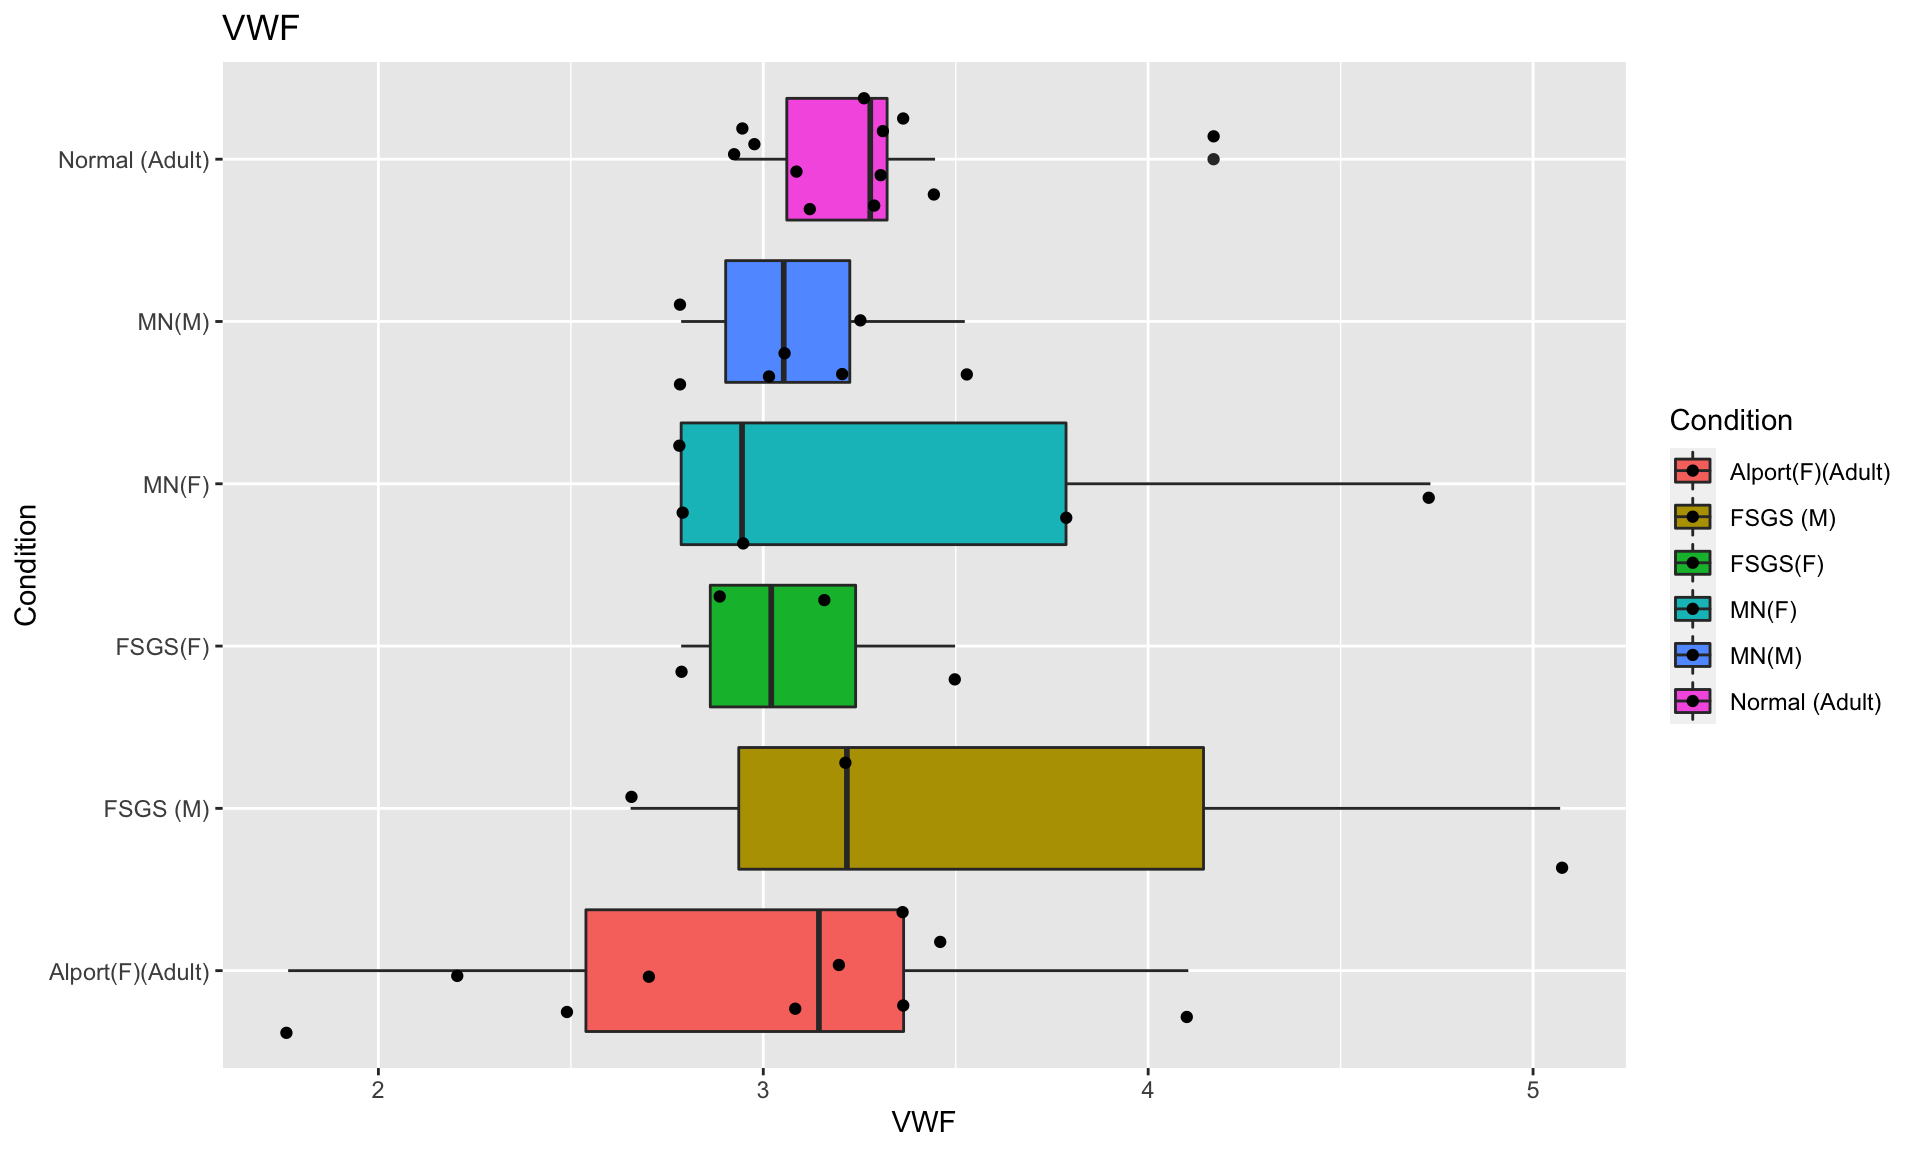 VWF
Normal (Adult)
MN(M)
MN(F)
FSGS(F)
FSGS (M)
Alport(F)(Adult)
Condition
2 3 4 5
VWF
Condition
Alport(F)(Adult)
FSGS (M)
FSGS(F)
MN(F)
MN(M)
Normal (Adult)